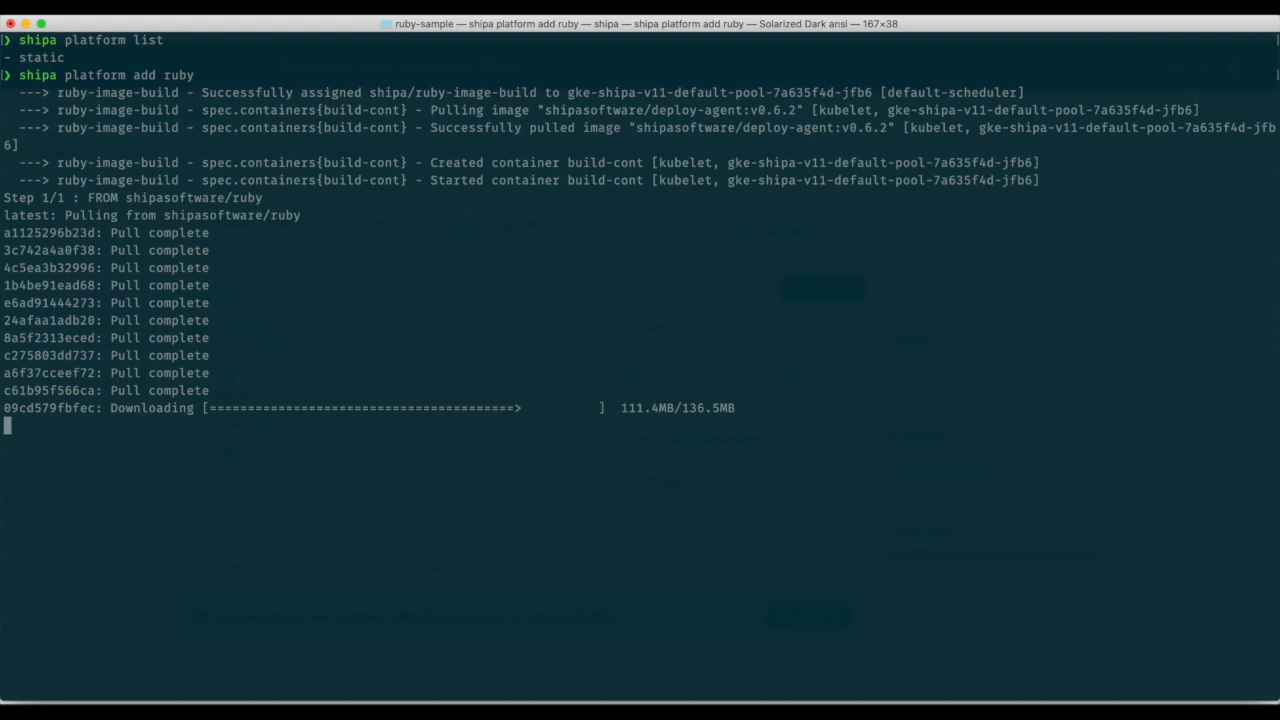 ruby-sample — shipa platform add ruby — shipa — shipa platform add ruby — Solarized Dark ansi — 167×38
[❯ shipa platform list ]
- static
[❯ shipa platform add ruby ]
---> ruby-image-build - Successfully assigned shipa/ruby-image-build to gke-shipa-v11-default-pool-7a635f4d-jfb6 [default-scheduler]
---> ruby-image-build - spec.containers{build-cont} - Pulling image "shipasoftware/deploy-agent:v0.6.2" [kubelet, gke-shipa-v11-default-pool-7a635f4d-jfb6]
---> ruby-image-build - spec.containers{build-cont} - Successfully pulled image "shipasoftware/deploy-agent:v0.6.2" [kubelet, gke-shipa-v11-default-pool-7a635f4d-jfb
6]
---> ruby-image-build - spec.containers{build-cont} - Created container build-cont [kubelet, gke-shipa-v11-default-pool-7a635f4d-jfb6]
---> ruby-image-build - spec.containers{build-cont} - Started container build-cont [kubelet, gke-shipa-v11-default-pool-7a635f4d-jfb6]
Step 1/1 : FROM shipasoftware/ruby
latest: Pulling from shipasoftware/ruby
a1125296b23d: Pull complete
3c742a4a0f38: Pull complete
4c5ea3b32996: Pull complete
1b4be91ead68: Pull complete
e6ad91444273: Pull complete
24afaa1adb20: Pull complete
8a5f2313eced: Pull complete
c275803dd737: Pull complete
a6f37cceef72: Pull complete
c61b95f566ca: Pull complete
09cd579fbfec: Downloading [========================================>          ]  111.4MB/136.5MB